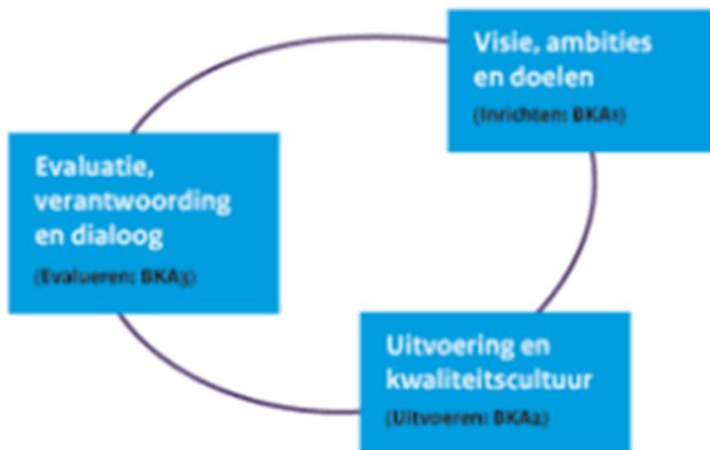 Visie, ambities
en doelen
(Inrichten: BKA1)
Evaluatie,
verantwoording
en dialoog
(Evalueren: BKA3)
Uitvoering en
kwaliteitscultuur
(Uitvoeren: BKA2)